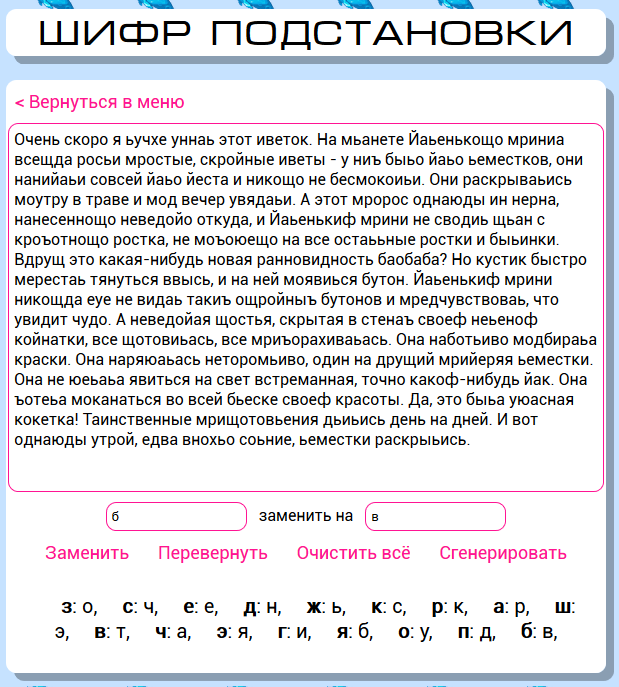 ШИФР ПОДСТАНОВКИ
< Вернуться в меню
Очень скоро я ьучхе уннаь этот иветок. На мьанете Йаьенькощо мриниа
всещда росьи мростые, скройные иветы - у ниъ быьо йаьо ьеместков, они
нанийаьи совсей йаьо йеста и никощо не бесмокоиьи. Они раскрываьись
моутру в траве и мод вечер увядаьи. А этот мророс однаюды ин нерна,
нанесеннощо неведойо откуда, и Йаьенькиф мрини не сводиь щьан с
кроъотнощо ростка, не моъоюещо на все остаььные ростки и быьинки.
Вдрущ это какая-нибудь новая ранновидность баобаба? Но кустик быстро
мерестаь тянуться ввысь, и на ней моявиься бутон. Йаьенькиф мрини
никощда еуе не видаь такиъ ощройныъ бутонов и мредчувствоваь, что
увидит чудо. А неведойая щостья, скрытая в стенаъ своеф неьеноф
койнатки, все щотовиьась, все мриъорахиваьась. Она наботьиво модбираьа
краски. Она наряюаьась неторомьиво, один на друщий мрийеряя ьеместки.
Она не юеьаьа явиться на свет встреманная, точно какоф-нибудь йак. Она
ъотеьа моканаться во всей бьеске своеф красоты. Да, это быьа уюасная
кокетка! Таинственные мрищотовьения дьиьись день на дней. И вот
однаюды утрой, едва внохьо соьние, ьеместки раскрыьись.
б заменить на в
Заменить Перевернуть Очистить всё Сгенерировать
з: о, с: ч, е: е, д: н, ж: ь, к: с, р: к, а: р, ш:
э, в: т, ч: а, э: я, г: и, я: б, о: у, п: д, б: в,